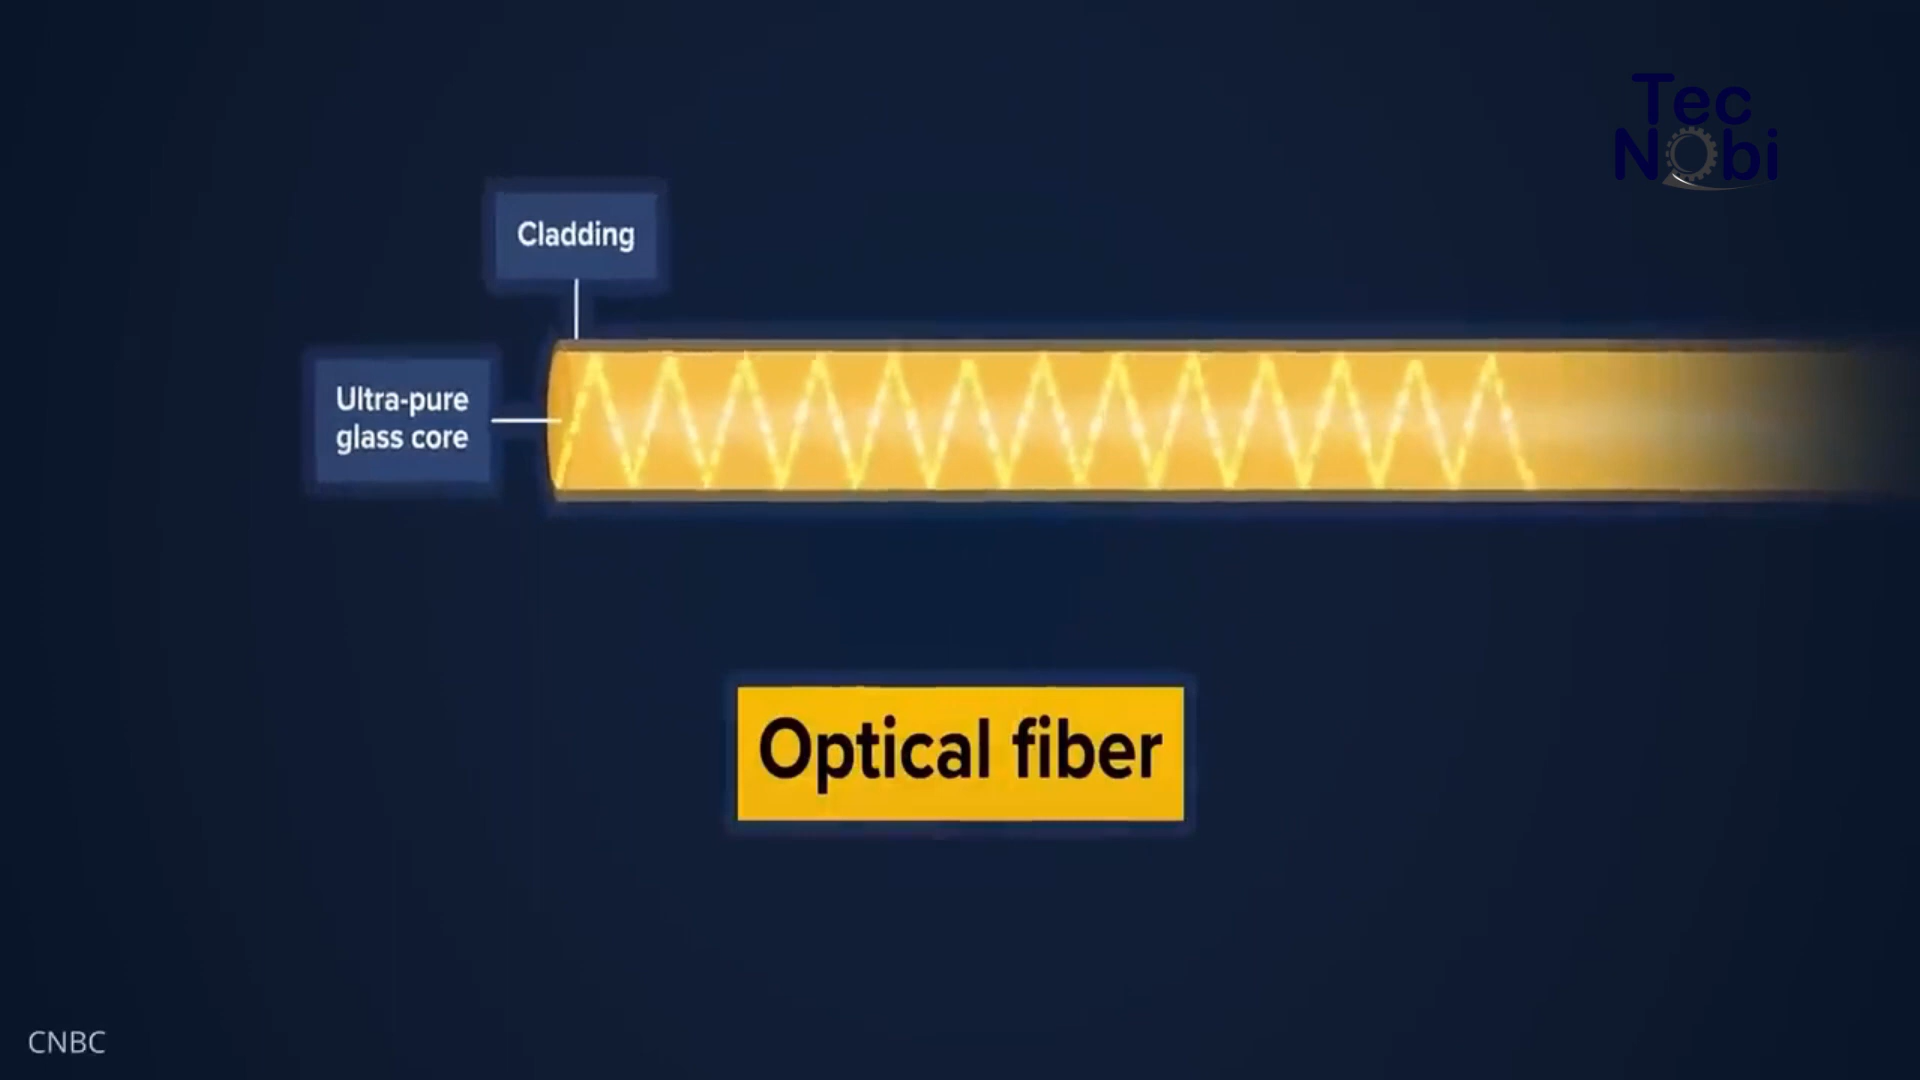 Tec
Nobi
Cladding
Ultra-pure
glass core
Optical fiber
CNBC